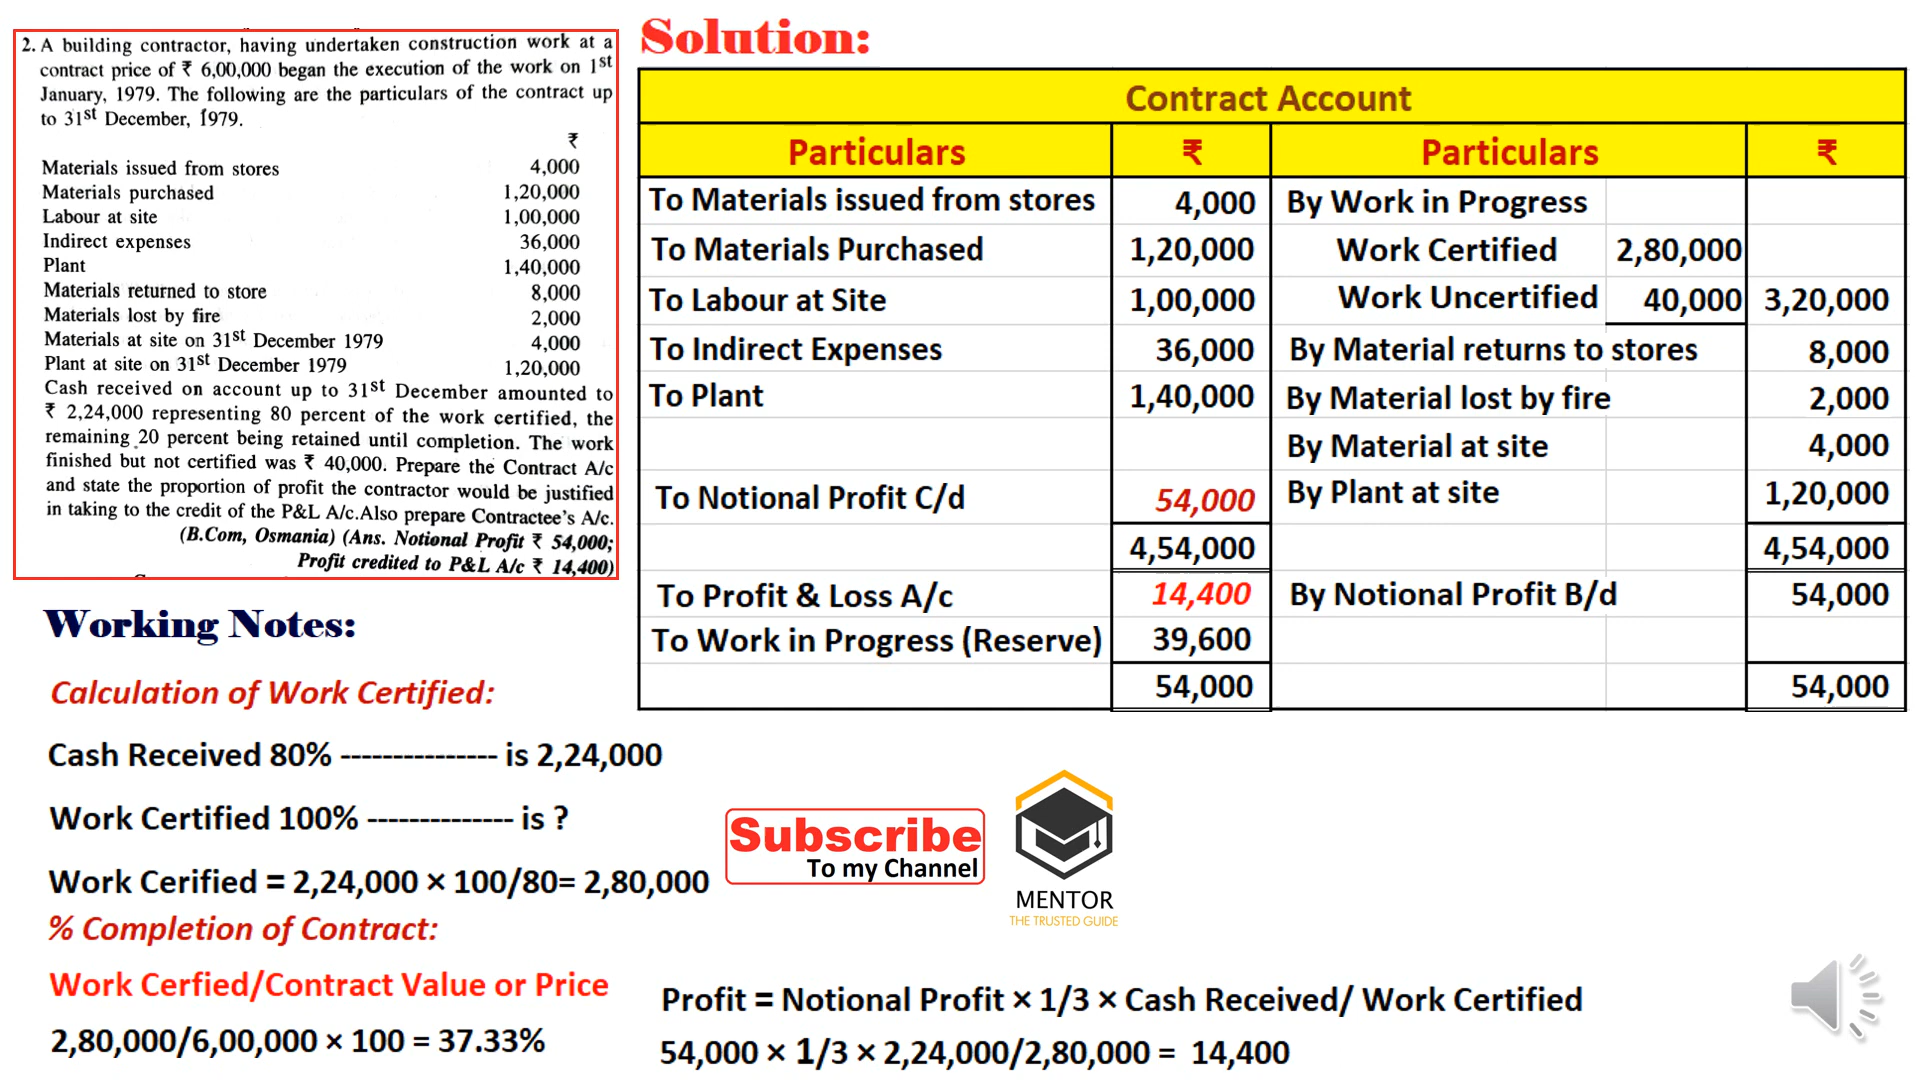 2. A building contractor, having undertaken construction work at a
contract price of ₹ 6,00,000 began the execution of the work on 1st
January, 1979. The following are the particulars of the contract up
to 31st December, 1979.
₹
Materials issued from stores 4,000
Materials purchased 1,20,000
Labour at site 1,00,000
Indirect expenses 36,000
Plant 1,40,000
Materials returned to store 8,000
Materials lost by fire 2,000
Materials at site on 31st December 1979 4,000
Plant at site on 31st December 1979 1,20,000
Cash received on account up to 31st December amounted to
₹ 2,24,000 representing 80 percent of the work certified, the
remaining 20 percent being retained until completion. The work
finished but not certified was ₹ 40,000. Prepare the Contract A/c
and state the proportion of profit the contractor would be justified
in taking to the credit of the P&L A/c.Also prepare Contractee's A/c.
(B.Com, Osmania) (Ans. Notional Profit ₹ 54,000;
Profit credited to P&L A/c ₹ 14,400)
Solution:
Contract Account
Particulars ₹ Particulars ₹
To Materials issued from stores 4,000 By Work in Progress
To Materials Purchased 1,20,000 Work Certified 2,80,000
To Labour at Site 1,00,000 Work Uncertified 40,000 3,20,000
To Indirect Expenses 36,000 By Material returns to stores 8,000
To Plant 1,40,000 By Material lost by fire 2,000
By Material at site 4,000
To Notional Profit C/d 54,000 By Plant at site 1,20,000
4,54,000 4,54,000
To Profit & Loss A/c 14,400 By Notional Profit B/d 54,000
To Work in Progress (Reserve) 39,600
54,000 54,000
Working Notes:
Calculation of Work Certified:
Cash Received 80% --------------- is 2,24,000
Work Certified 100% -------------- is ?
Work Cerified = 2,24,000 × 100/80= 2,80,000
% Completion of Contract:
Work Cerfied/Contract Value or Price
2,80,000/6,00,000 × 100 = 37.33%
Subscribe
To my Channel
MENTOR
THE TRUSTED GUIDE
Profit = Notional Profit × 1/3 × Cash Received/ Work Certified
54,000 × 1/3 × 2,24,000/2,80,000 = 14,400